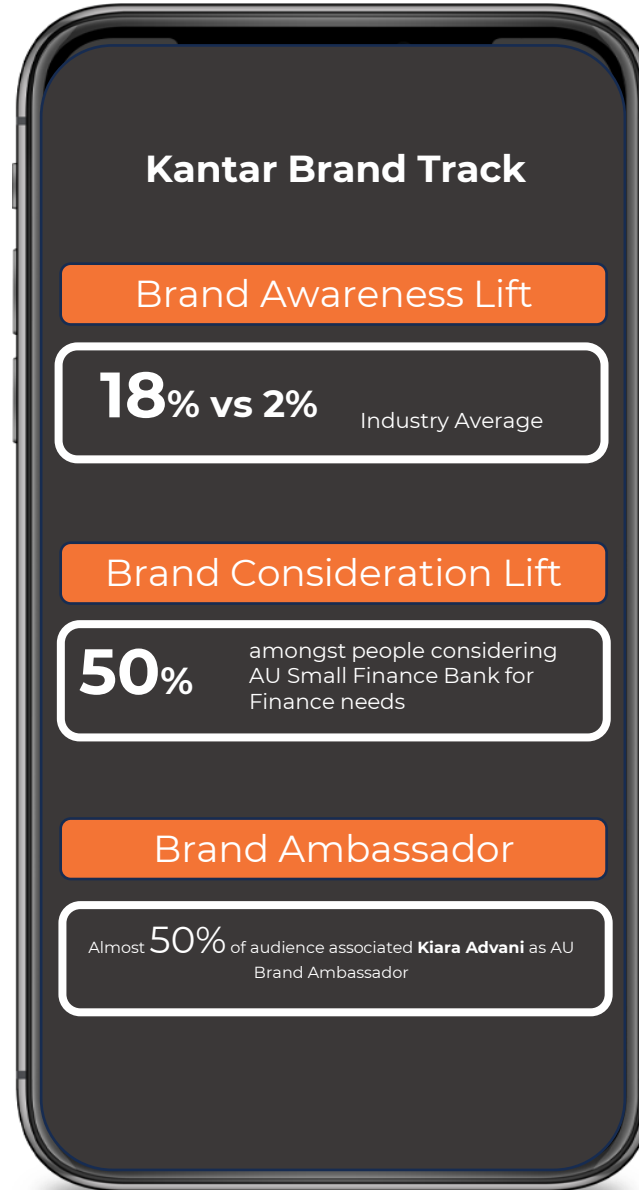 Kantar Brand Track
Brand Awareness Lift
18% vs 2% Industry Average
Brand Consideration Lift
50% amongst people considering
AU Small Finance Bank for
Finance needs
Brand Ambassador
Almost 50% of audience associated Kiara Advani as AU
Brand Ambassador